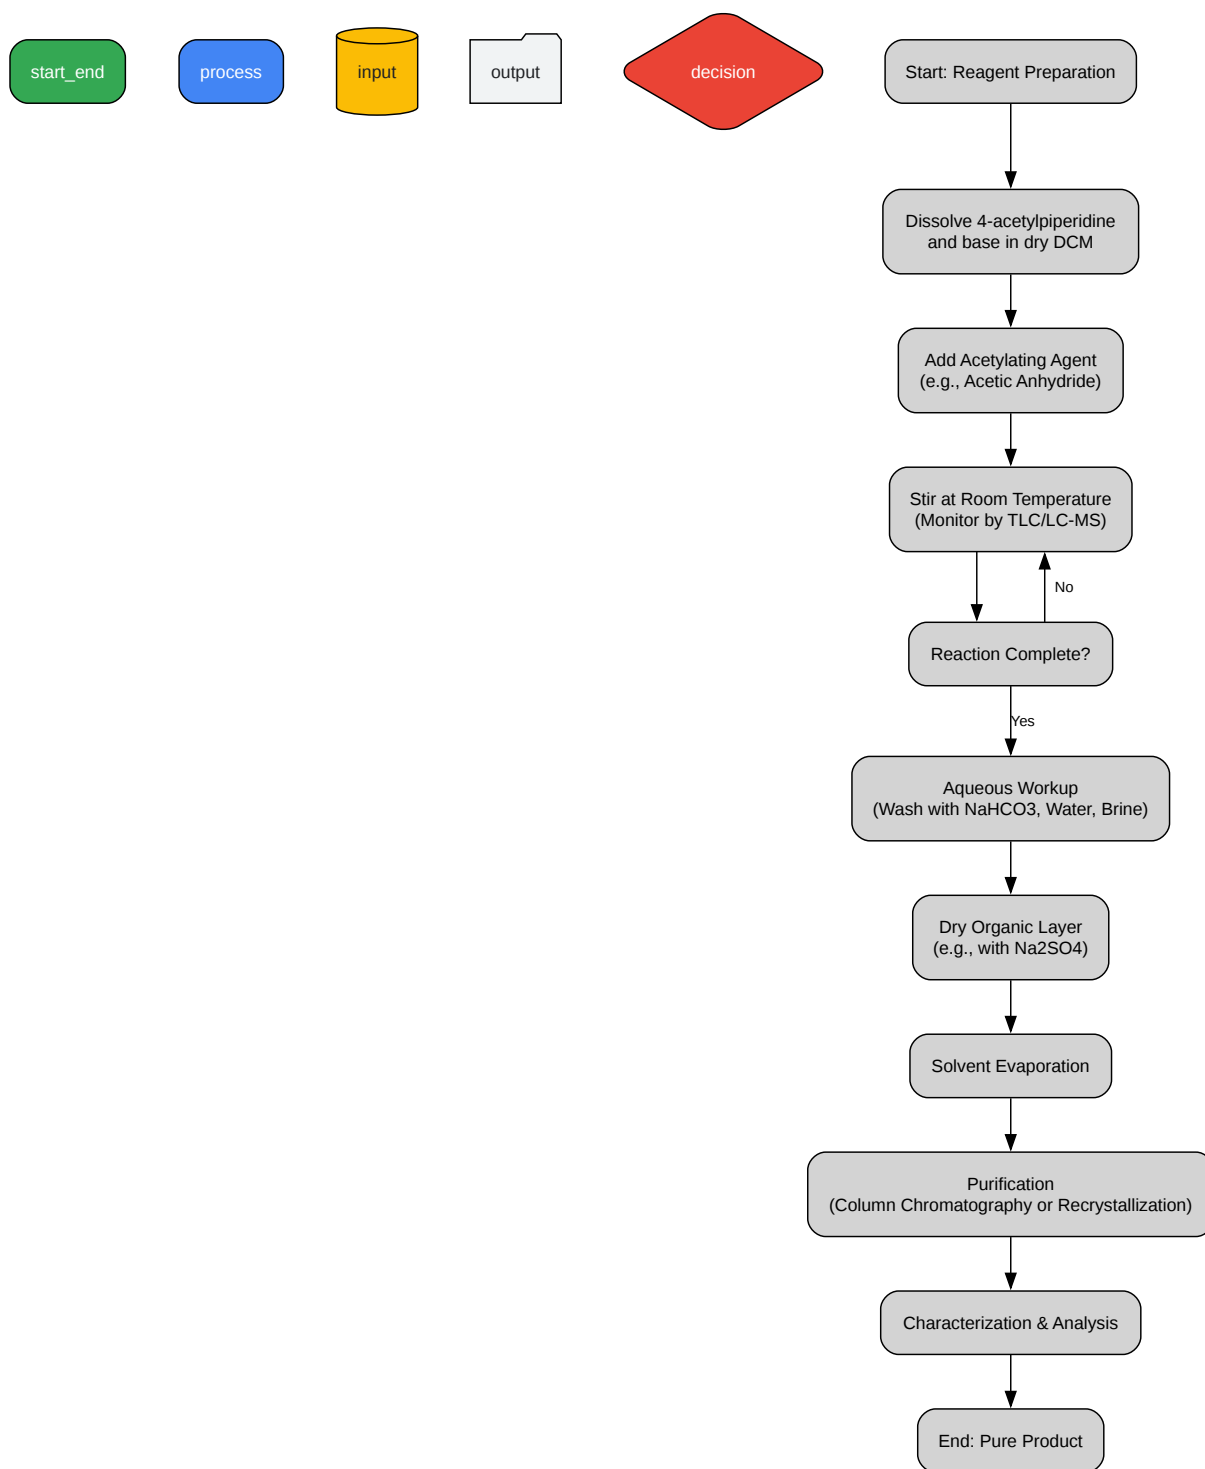 start_end
process
input
output
decision
Start: Reagent Preparation
Dissolve 4-acetylpiperidine
and base in dry DCM
Add Acetylating Agent
(e.g., Acetic Anhydride)
Stir at Room Temperature
(Monitor by TLC/LC-MS)
No
Reaction Complete?
Yes
Aqueous Workup
(Wash with NaHCO3, Water, Brine)
Dry Organic Layer
(e.g., with Na2SO4)
Solvent Evaporation
Purification
(Column Chromatography or Recrystallization)
Characterization & Analysis
End: Pure Product